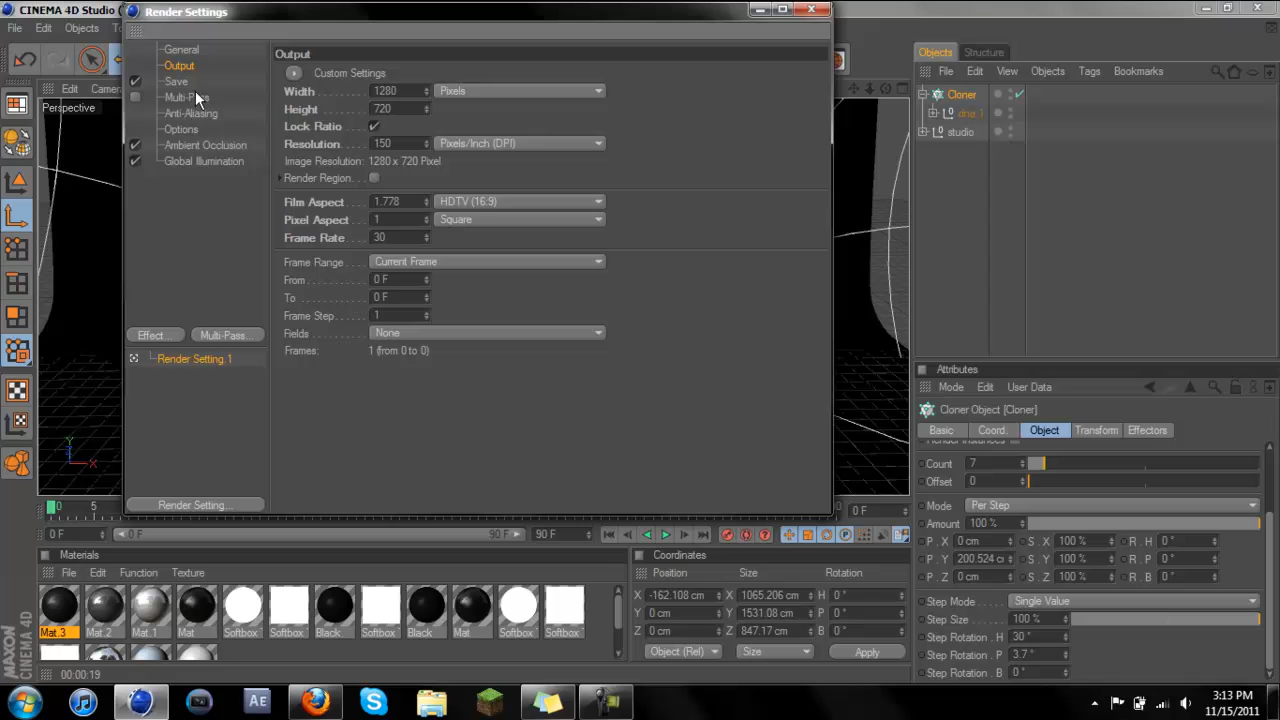 CINEMA 4D Studio (
Render Settings
File
Edit
Objects
General
Output
Save
Anti-Aliasing
Options
Ambient Occlusion
Global Illumination
Effect...
Multi-Pass...
Render Setting.1
Render Setting...
Output
Custom Settings
Width 1280 Pixels
Height 720
Lock Ratio
Resolution 150 Pixels/Inch (DPI)
Image Resolution: 1280 x 720 Pixel
Render Region
Film Aspect 1.778 HDTV (16:9)
Pixel Aspect 1 Square
Frame Rate 30
Frame Range Current Frame
From 0 F
To 0 F
Frame Step 1
Fields None
Frames: 1 (from 0 to 0)
Edit
Perspective
Y
X
0 5
0 F
0 F 0 F 90 F 90 F
Objects Structure
File Edit View Objects Tags Bookmarks
Cloner
dna 1
studio
Attributes
Mode Edit User Data
Cloner Object [Cloner]
Basic Coord. Object Transform Effectors
Count 7
Offset 0
Mode Per Step
Amount 100 %
P . X 0 cm S . X 100 % R . H 0 °
P . Y 200.524 S . Y 100 % R . P 0 °
P . Z 0 cm S . Z 100 % R . B 0 °
Step Mode Single Value
Step Size 100 %
Step Rotation . H 30 °
Step Rotation . P 3.7 °
Step Rotation . B 0 °
Materials
File Edit Function Texture
Mat.3 Mat.2 Mat.1 Mat Softbox Softbox Black Softbox Black Mat Softbox Softbox
Coordinates
Position Size Rotation
X -162.108 cm X 1065.206 cm H 0 °
Y 0 cm Y 1531.08 cm P 0 °
Z 0 cm Z 847.17 cm B 0 °
Object (Rel) Size Apply
MAXON
CINEMA 4D
00:00:19
Ae
3:13 PM
11/15/2011